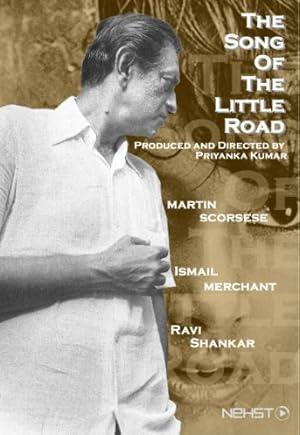 THE
SONG
OF
THE
LITTLE
ROAD
PRODUCED AND DIRECTED BY
PRIYANKA KUMAR
MARTIN
SCORSESE
ISMAIL
MERCHANT
RAVI
SHANKAR
NEHST